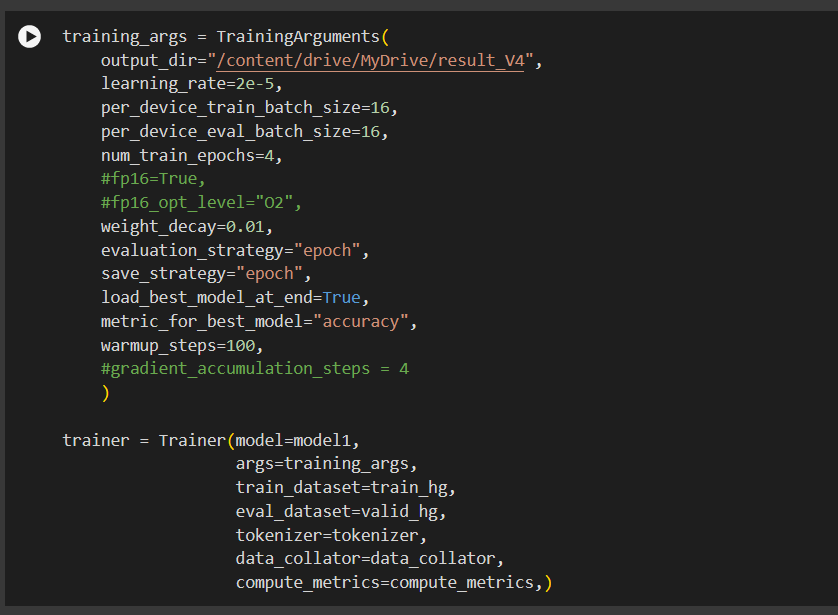 training_args = TrainingArguments(
    output_dir="/content/drive/MyDrive/result_V4",
    learning_rate=2e-5,
    per_device_train_batch_size=16,
    per_device_eval_batch_size=16,
    num_train_epochs=4,
    #fp16=True,
    #fp16_opt_level="O2",
    weight_decay=0.01,
    evaluation_strategy="epoch",
    save_strategy="epoch",
    load_best_model_at_end=True,
    metric_for_best_model="accuracy",
    warmup_steps=100,
    #gradient_accumulation_steps = 4
    )

trainer = Trainer(model=model1,
                  args=training_args,
                  train_dataset=train_hg,
                  eval_dataset=valid_hg,
                  tokenizer=tokenizer,
                  data_collator=data_collator,
                  compute_metrics=compute_metrics,)